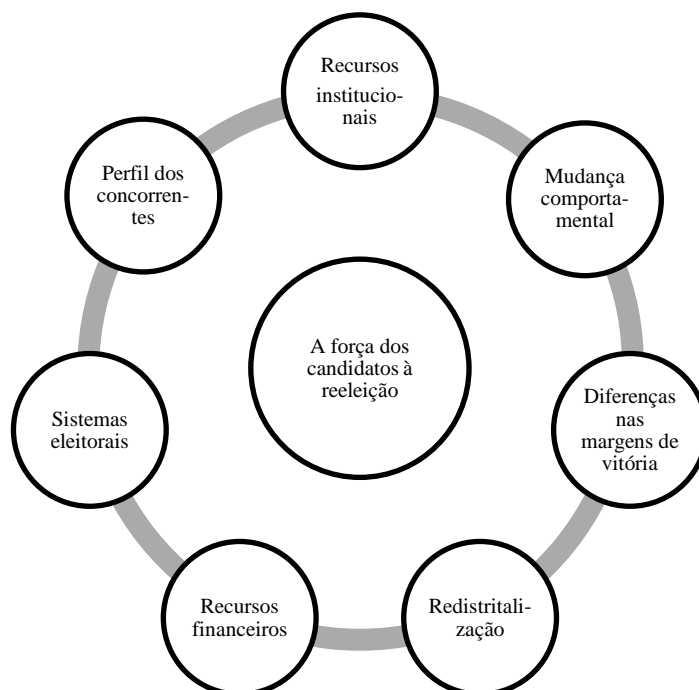 Recursos
institucio-
nais
Mudança
comporta-
mental
Diferenças
nas
margens de
vitória
Redistritali-
zação
Recursos
financeiros
Sistemas
eleitorais
Perfil dos
concorren-
tes
A força dos
candidatos à
reeleição